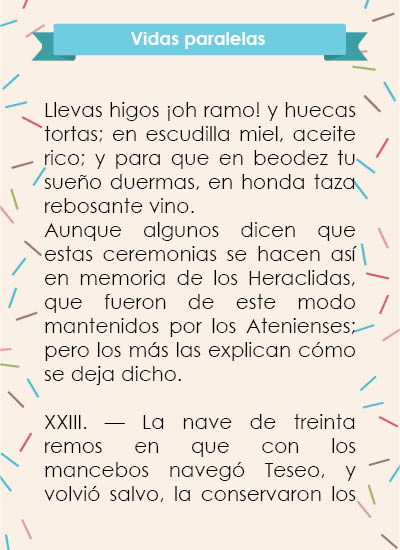 Vidas paralelas
Llevas higos ¡oh ramo! y huecas
tortas; en escudilla miel, aceite
rico; y para que en beodez tu
sueño duermas, en honda taza
rebosante vino.
Aunque algunos dicen que
estas ceremonias se hacen así
en memoria de los Heraclidas,
que fueron de este modo
mantenidos por los Atenienses;
pero los más las explican cómo
se deja dicho.
XXIII. — La nave de treinta
remos en que con los
mancebos navegó Teseo, y
volvió salvo, la conservaron los